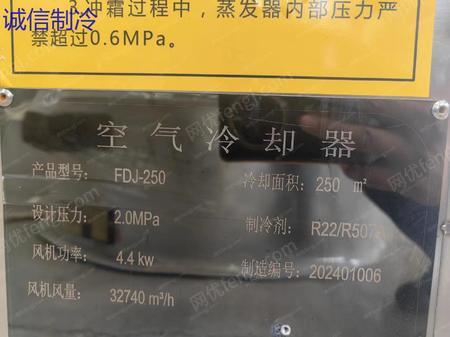 诚信制冷
3.冲霜过程中，蒸发器内部压力严
禁超过0.6MPa。
空气冷却器
产品型号： FDJ-250 冷却面积： 250 m²
设计压力： 2.0MPa 制冷剂： R22/R507
风机功率： 4.4 kw 制造编号： 202401006
风机风量： 32740 m³/h